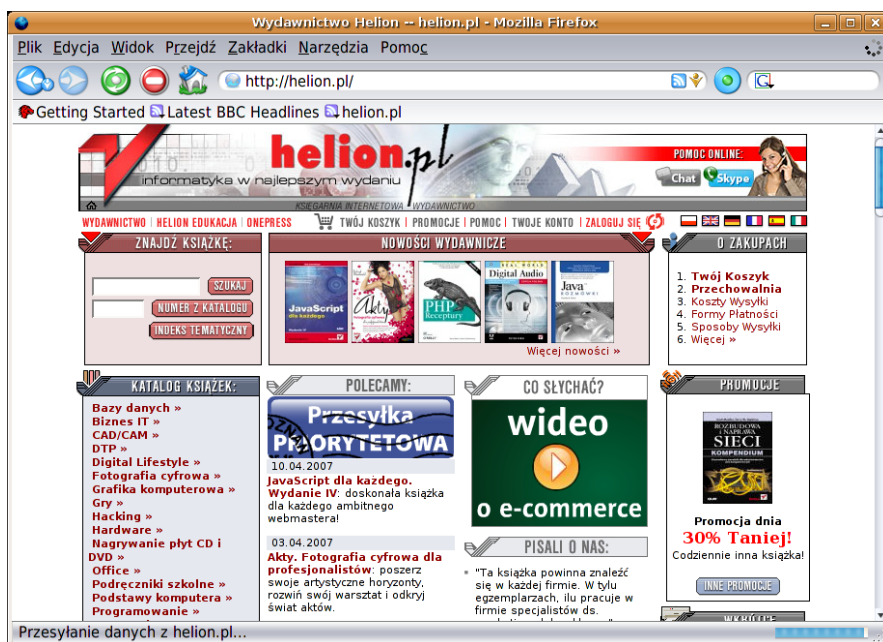 Wydawnictwo Helion -- helion.pl - Mozilla Firefox
Plik Edycja Widok Przejdź Zakładki Narzędzia Pomoc
http://helion.pl/
Getting Started Latest BBC Headlines helion.pl
helion.pl
informatyka w najlepszym wydaniu
KSIĘGARNIA INTERNETOWA WYDAWNICTWO
POMOC ONLINE:
Chat Skype
WYDAWNICTWO | HELION EDUKACJA | ONEPRESS TWÓJ KOSZYK | PROMOCJE | POMOC | TWOJE KONTO | ZALOGUJ SIĘ
ZNAJDŹ KSIĄŻKĘ:
SZUKAJ
NUMER Z KATALOGU
INDEKS TEMATYCZNY
NOWOŚCI WYDAWNICZE
JavaScript
dla każdego
Akty
PHP
Receptury
Digital Audio
Java
ROZMÓWKI
Więcej nowości »
O ZAKUPACH
1. Twój Koszyk
2. Przechowalnia
3. Koszty Wysyłki
4. Formy Płatności
5. Sposoby Wysyłki
6. Więcej »
KATALOG KSIĄŻEK:
Bazy danych »
Biznes IT »
CAD/CAM »
DTP »
Digital Lifestyle »
Fotografia cyfrowa »
Grafika komputerowa »
Gry »
Hacking »
Hardware »
Nagrywanie płyt CD i
DVD »
Office »
Podręczniki szkolne »
Podstawy komputera »
Programowanie »
POLECAMY:
Przesyłka
PRIORYTETOWA
POZNAŃ
10.04.2007
JavaScript dla każdego.
Wydanie IV: doskonała książka
dla każdego ambitnego
webmastera!
03.04.2007
Akty. Fotografia cyfrowa dla
profesjonalistów: poszerz
swoje artystyczne horyzonty,
rozwiń swój warsztat i odkryj
świat aktów.
CO SŁYCHAĆ?
wideo
o e-commerce
PISALI O NAS:
"Ta książka powinna znaleźć
się w każdej firmie. W tylu
egzemplarzach, ilu pracuje w
firmie specjalistów ds.
PROMOCJE
ROZBUDOWA
I NAPRAWA
SIECI
KOMPENDIUM
Promocja dnia
30% Taniej!
Codziennie inna książka!
INNE PROMOCJE
WKRÓTCE
Przesyłanie danych z helion.pl...